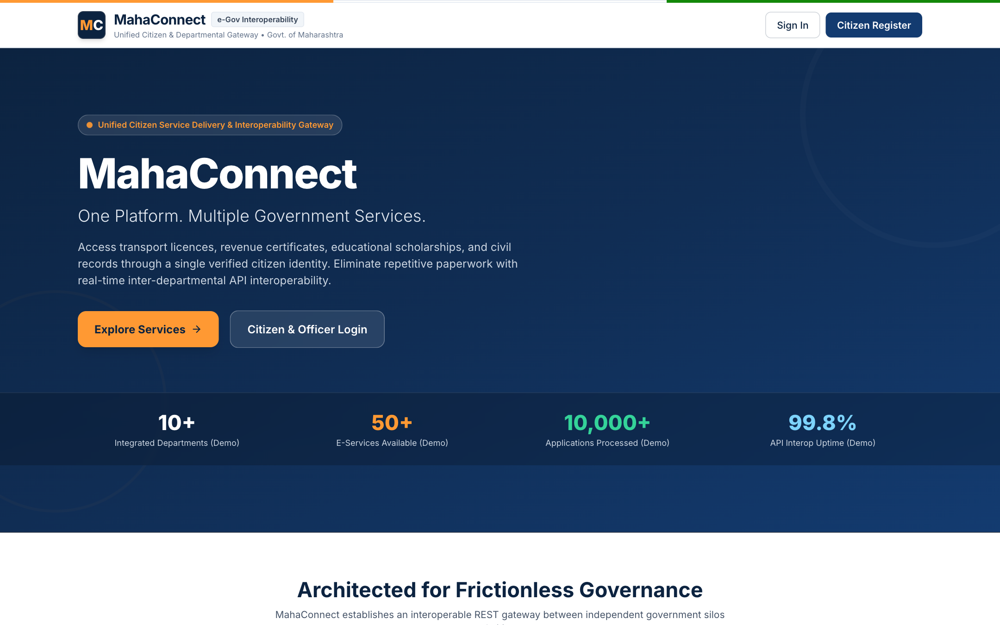 MC
MahaConnect
e-Gov Interoperability
Unified Citizen & Departmental Gateway • Govt. of Maharashtra
Sign In
Citizen Register
Unified Citizen Service Delivery & Interoperability Gateway
MahaConnect
One Platform. Multiple Government Services.
Access transport licences, revenue certificates, educational scholarships, and civil
records through a single verified citizen identity. Eliminate repetitive paperwork with
real-time inter-departmental API interoperability.
Explore Services →
Citizen & Officer Login
10+
Integrated Departments (Demo)
50+
E-Services Available (Demo)
10,000+
Applications Processed (Demo)
99.8%
API Interop Uptime (Demo)
Architected for Frictionless Governance
MahaConnect establishes an interoperable REST gateway between independent government silos